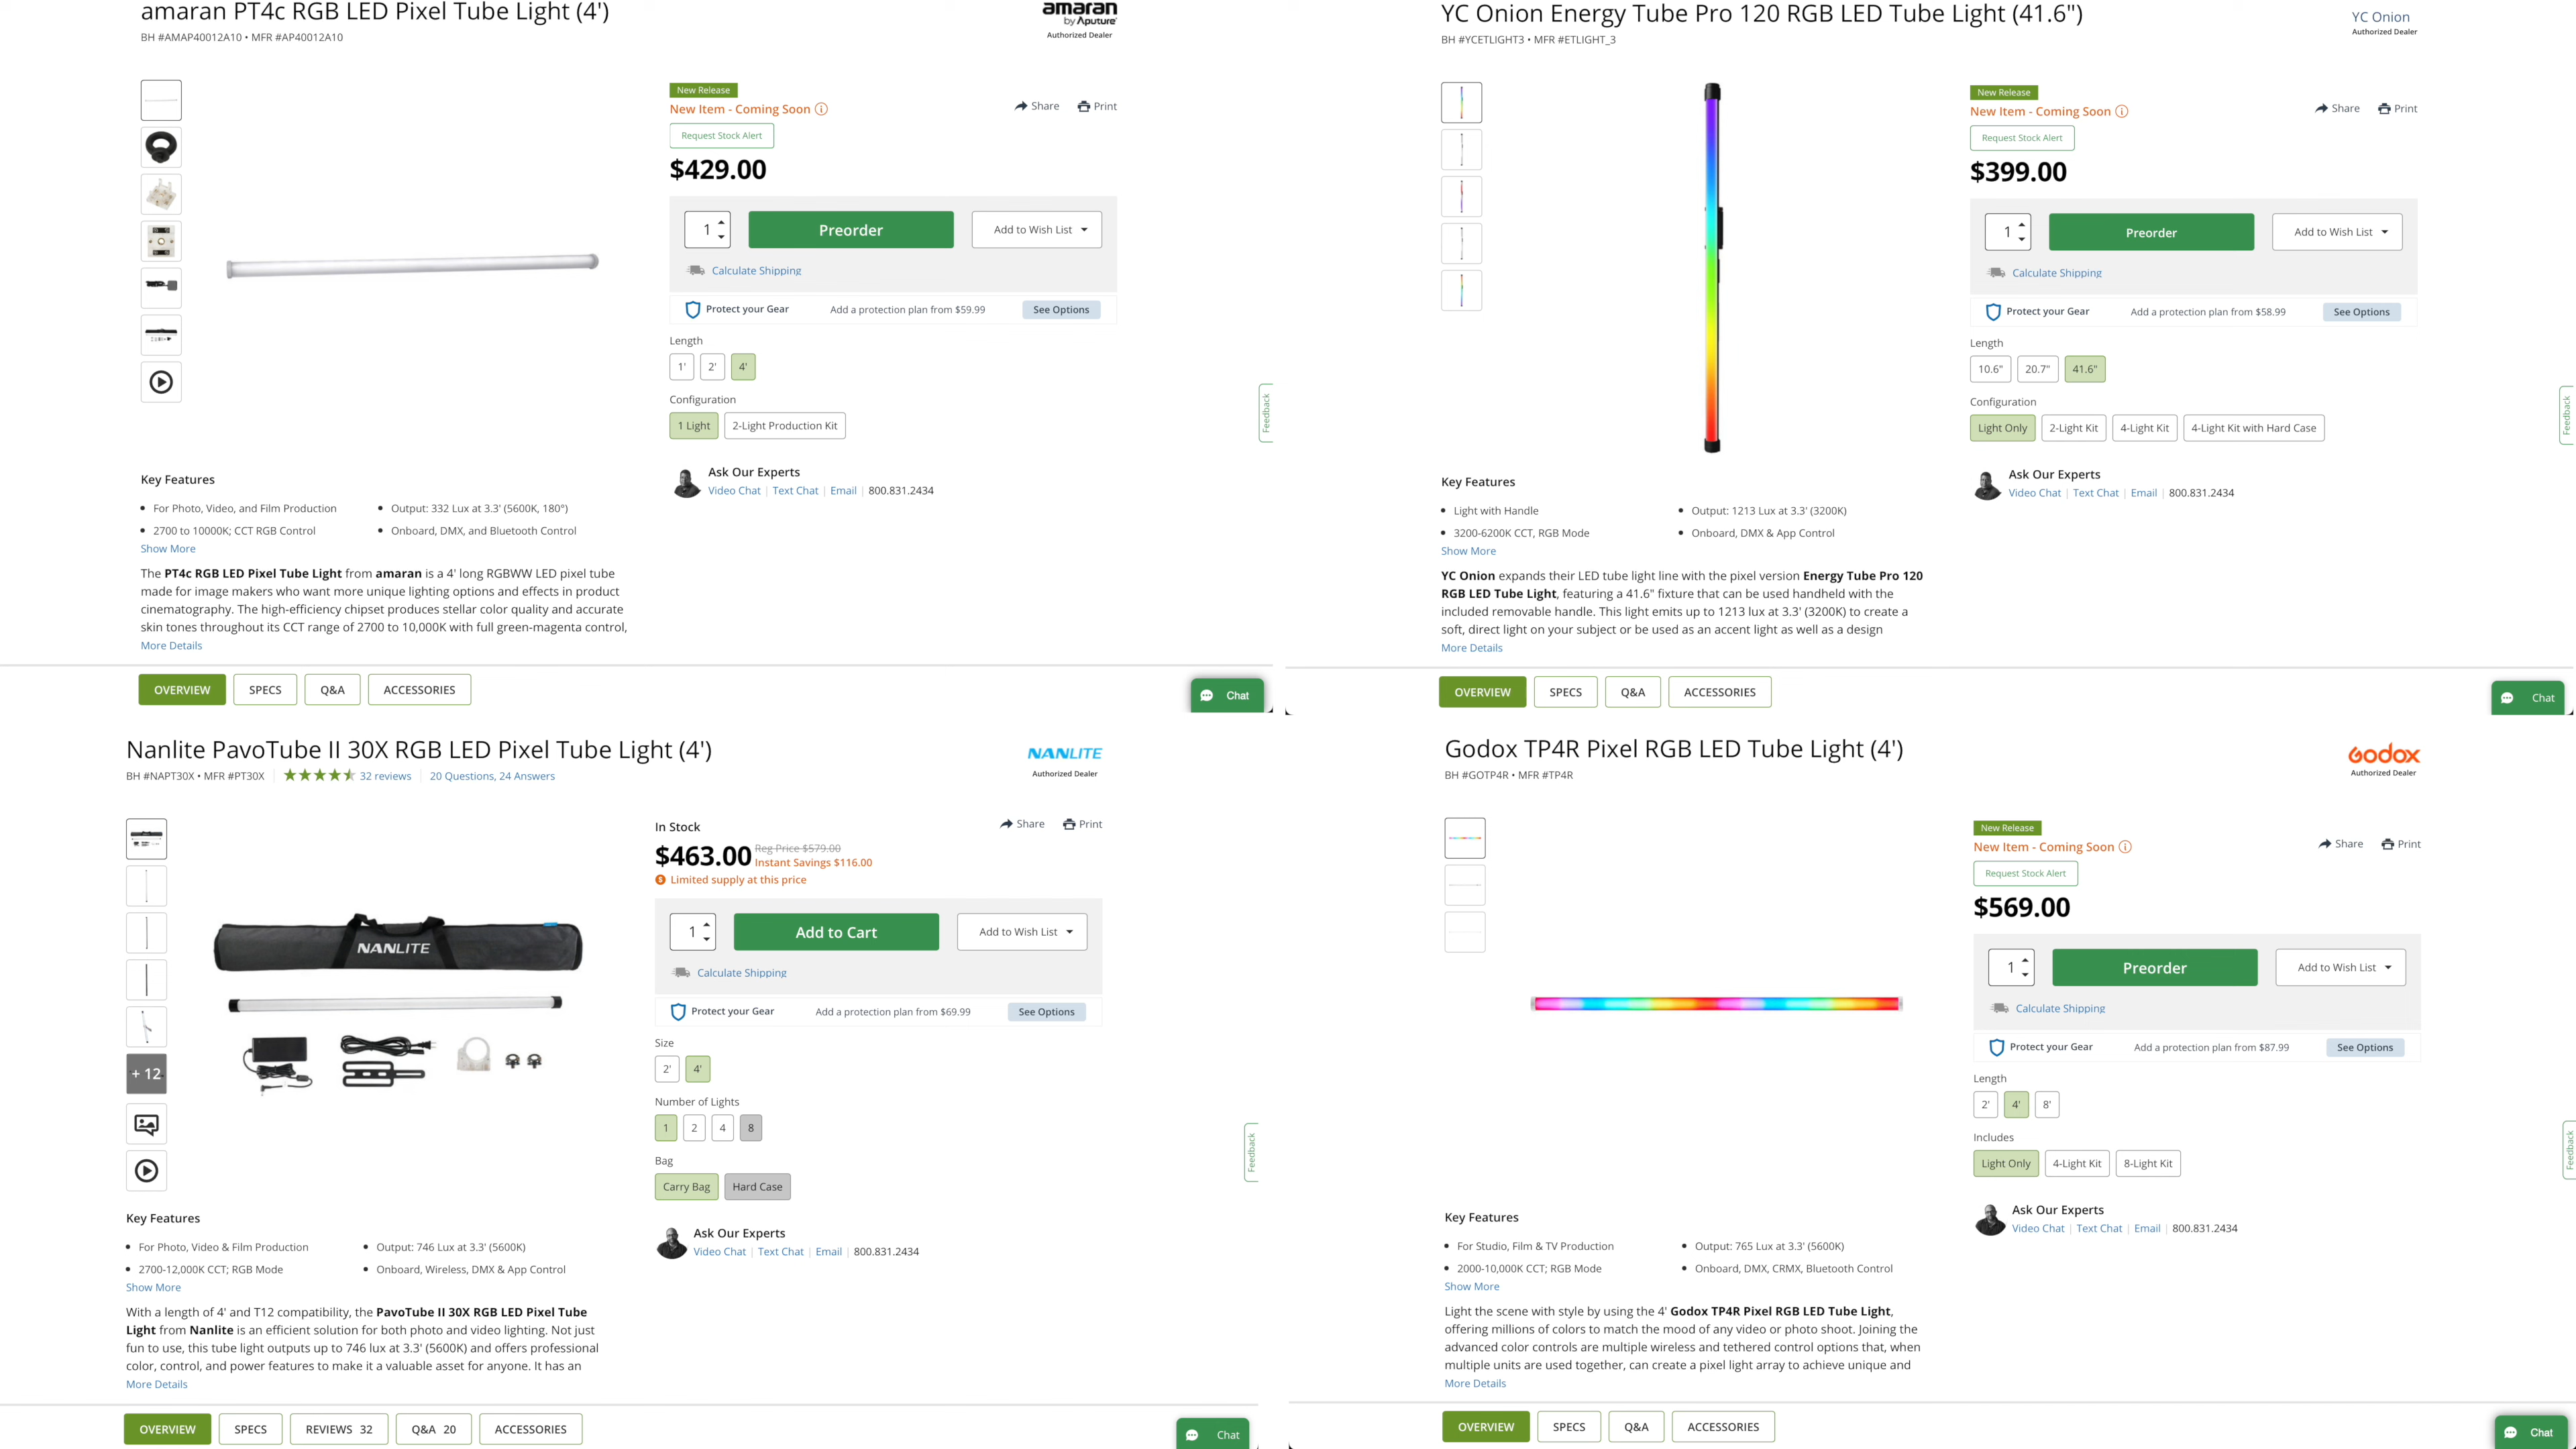 amaran PT4c RGB LED Pixel Tube Light (4')
BH #AMAP40012A10 • MFR #AP40012A10
amaran
by Aputure
Authorized Dealer
New Release
New Item - Coming Soon
Share
Print
Request Stock Alert
$429.00
1
Preorder
Add to Wish List
Calculate Shipping
Protect your Gear
Add a protection plan from $59.99
See Options
Length
1' 2' 4'
Configuration
1 Light
2-Light Production Kit
Feedback
Ask Our Experts
Video Chat | Text Chat | Email | 800.831.2434
Key Features
• For Photo, Video, and Film Production
• 2700 to 10000K; CCT RGB Control
• Output: 332 Lux at 3.3' (5600K, 180°)
• Onboard, DMX, and Bluetooth Control
Show More
The PT4c RGB LED Pixel Tube Light from amaran is a 4' long RGBWW LED pixel tube
made for image makers who want more unique lighting options and effects in product
cinematography. The high-efficiency chipset produces stellar color quality and accurate
skin tones throughout its CCT range of 2700 to 10,000K with full green-magenta control,
More Details
OVERVIEW
SPECS
Q&A
ACCESSORIES
Chat
YC Onion Energy Tube Pro 120 RGB LED Tube Light (41.6")
BH #YCETLIGHT3 • MFR #ETLIGHT_3
YC Onion
Authorized Dealer
New Release
New Item - Coming Soon
Share
Print
Request Stock Alert
$399.00
1
Preorder
Add to Wish List
Calculate Shipping
Protect your Gear
Add a protection plan from $58.99
See Options
Length
10.6" 20.7" 41.6"
Configuration
Light Only
2-Light Kit
4-Light Kit
4-Light Kit with Hard Case
Feedback
Ask Our Experts
Video Chat | Text Chat | Email | 800.831.2434
Key Features
• Light with Handle
• 3200-6200K CCT, RGB Mode
• Output: 1213 Lux at 3.3' (3200K)
• Onboard, DMX & App Control
Show More
YC Onion expands their LED tube light line with the pixel version Energy Tube Pro 120
RGB LED Tube Light, featuring a 41.6" fixture that can be used handheld with the
included removable handle. This light emits up to 1213 lux at 3.3' (3200K) to create a
soft, direct light on your subject or be used as an accent light as well as a design
More Details
OVERVIEW
SPECS
Q&A
ACCESSORIES
Chat
Nanlite PavoTube II 30X RGB LED Pixel Tube Light (4')
BH #NAPT30X • MFR #PT30X
32 reviews
20 Questions, 24 Answers
NANLITE
Authorized Dealer
In Stock
Share
Print
$463.00
Reg Price $579.00
Instant Savings $116.00
Limited supply at this price
1
Add to Cart
Add to Wish List
Calculate Shipping
Protect your Gear
Add a protection plan from $69.99
See Options
NANLITE
+ 12
Size
2' 4'
Number of Lights
1 2 4 8
Bag
Carry Bag
Hard Case
Feedback
Ask Our Experts
Video Chat | Text Chat | Email | 800.831.2434
Key Features
• For Photo, Video & Film Production
• 2700-12,000K CCT; RGB Mode
• Output: 746 Lux at 3.3' (5600K)
• Onboard, Wireless, DMX & App Control
Show More
With a length of 4' and T12 compatibility, the PavoTube II 30X RGB LED Pixel Tube
Light from Nanlite is an efficient solution for both photo and video lighting. Not just
fun to use, this tube light outputs up to 746 lux at 3.3' (5600K) and offers professional
color, control, and power features to make it a valuable asset for anyone. It has an
More Details
OVERVIEW
SPECS
REVIEWS 32
Q&A 20
ACCESSORIES
Chat
Godox TP4R Pixel RGB LED Tube Light (4')
BH #GOTP4R • MFR #TP4R
Godox
Authorized Dealer
New Release
New Item - Coming Soon
Share
Print
Request Stock Alert
$569.00
1
Preorder
Add to Wish List
Calculate Shipping
Protect your Gear
Add a protection plan from $87.99
See Options
Length
2' 4' 8'
Includes
Light Only
4-Light Kit
8-Light Kit
Feedback
Ask Our Experts
Video Chat | Text Chat | Email | 800.831.2434
Key Features
• For Studio, Film & TV Production
• 2000-10,000K CCT; RGB Mode
• Output: 765 Lux at 3.3' (5600K)
• Onboard, DMX, CRMX, Bluetooth Control
Show More
Light the scene with style by using the 4' Godox TP4R Pixel RGB LED Tube Light,
offering millions of colors to match the mood of any video or photo shoot. Joining the
advanced color controls are multiple wireless and tethered control options that, when
multiple units are used together, can create a pixel light array to achieve unique and
More Details
OVERVIEW
SPECS
Q&A
ACCESSORIES
Chat